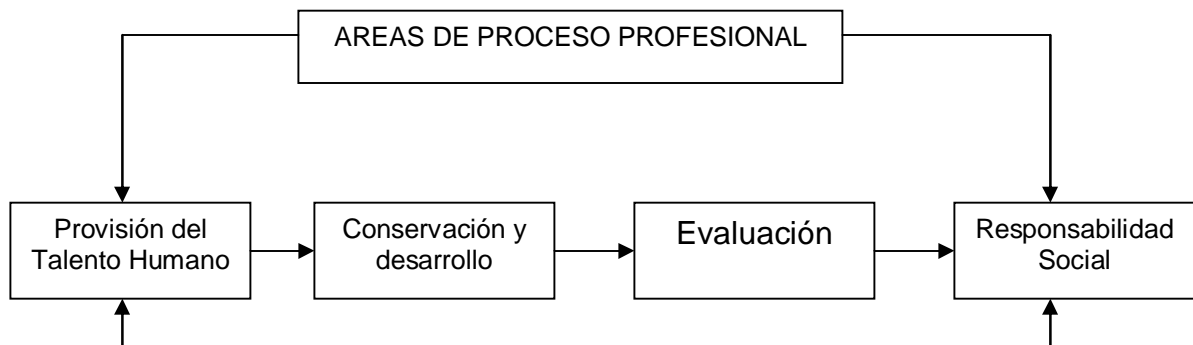 AREAS DE PROCESO PROFESIONAL
Provisión del
Talento Humano
Conservación y
desarrollo
Evaluación
Responsabilidad
Social